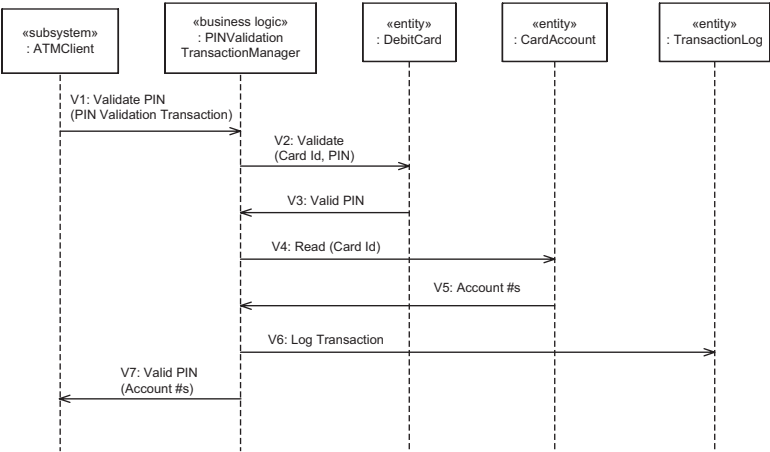 «subsystem»
: ATMClient
«business logic»
: PINValidation
TransactionManager
«entity»
: DebitCard
«entity»
: CardAccount
«entity»
: TransactionLog
V1: Validate PIN
(PIN Validation Transaction)
V2: Validate
(Card Id, PIN)
V3: Valid PIN
V4: Read (Card Id)
V5: Account #s
V6: Log Transaction
V7: Valid PIN
(Account #s)